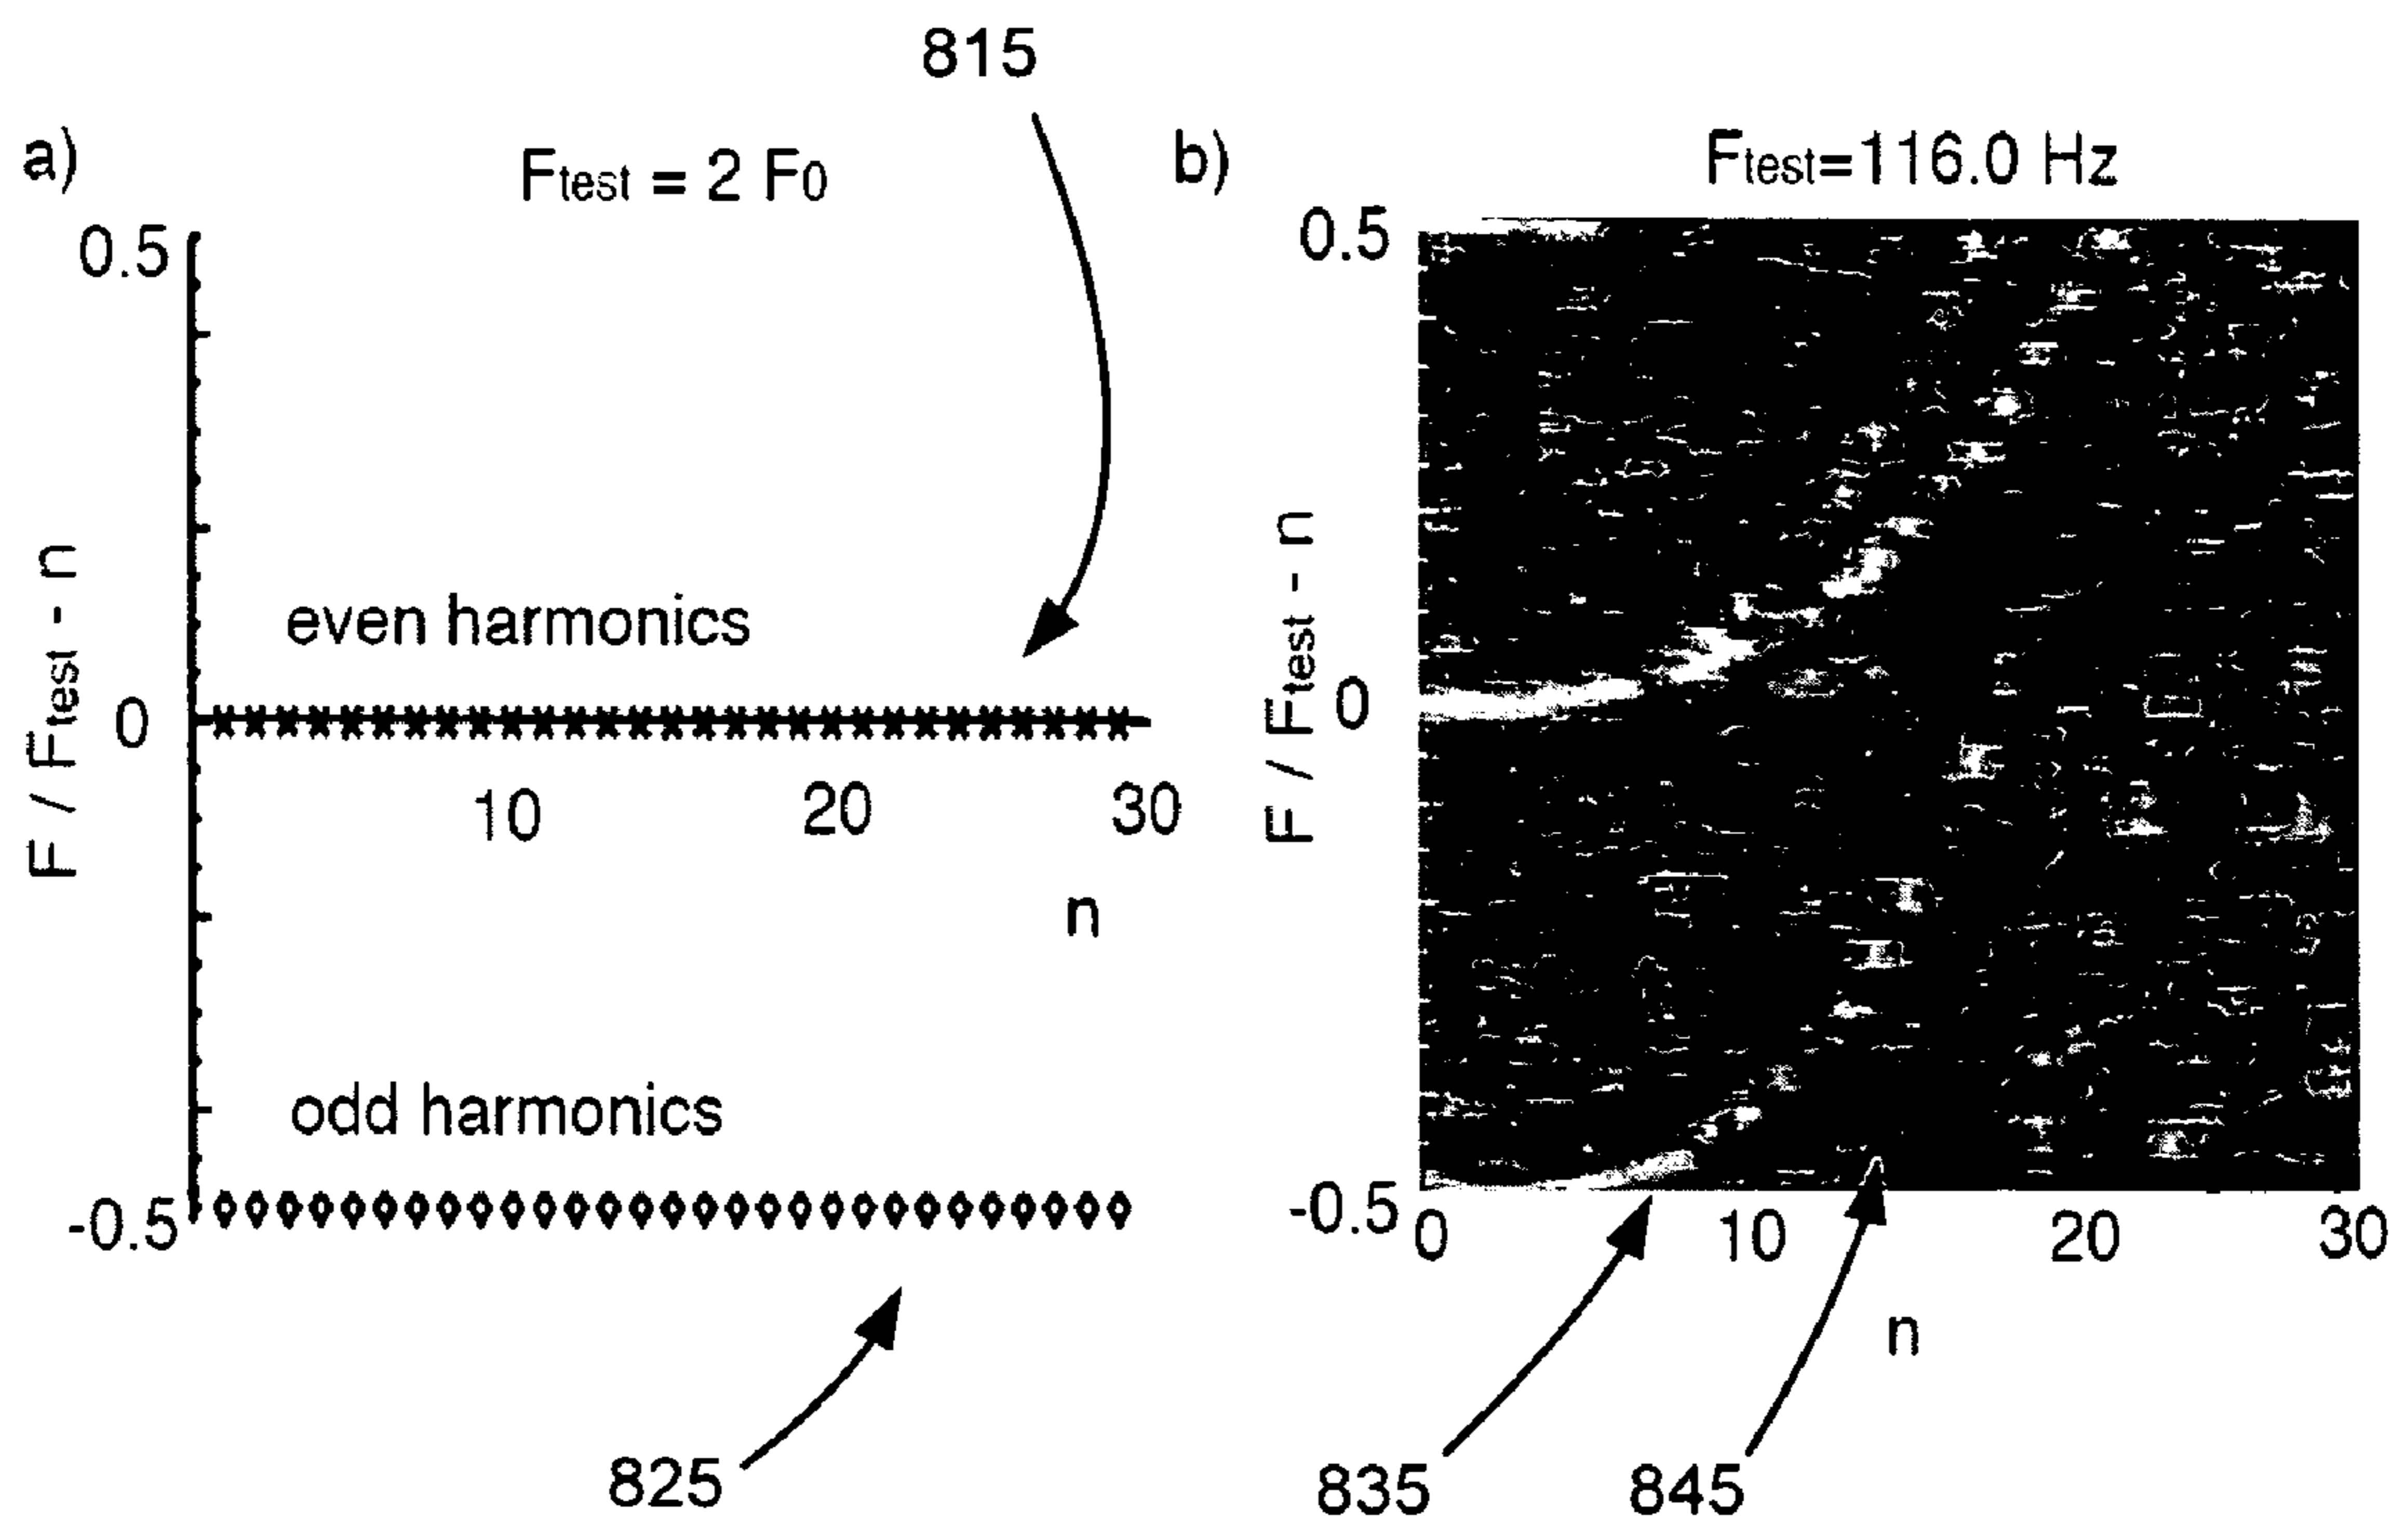 815
a)
Ftest = 2 F0
0.5
F / Ftest - n
even harmonics
0
10 20 30
n
odd harmonics
-0.5
825
b)
Ftest=116.0 Hz
0.5
F / Ftest - n
0
-0.5
0 10 20 30
n
835
845